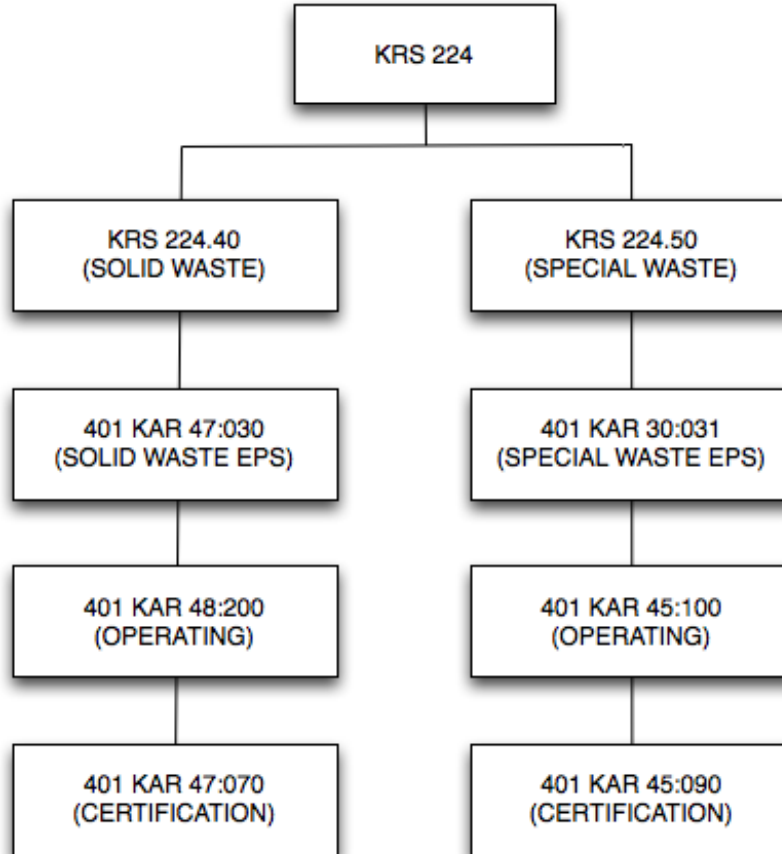 KRS 224
KRS 224.40
(SOLID WASTE)
KRS 224.50
(SPECIAL WASTE)
401 KAR 47:030
(SOLID WASTE EPS)
401 KAR 30:031
(SPECIAL WASTE EPS)
401 KAR 48:200
(OPERATING)
401 KAR 45:100
(OPERATING)
401 KAR 47:070
(CERTIFICATION)
401 KAR 45:090
(CERTIFICATION)